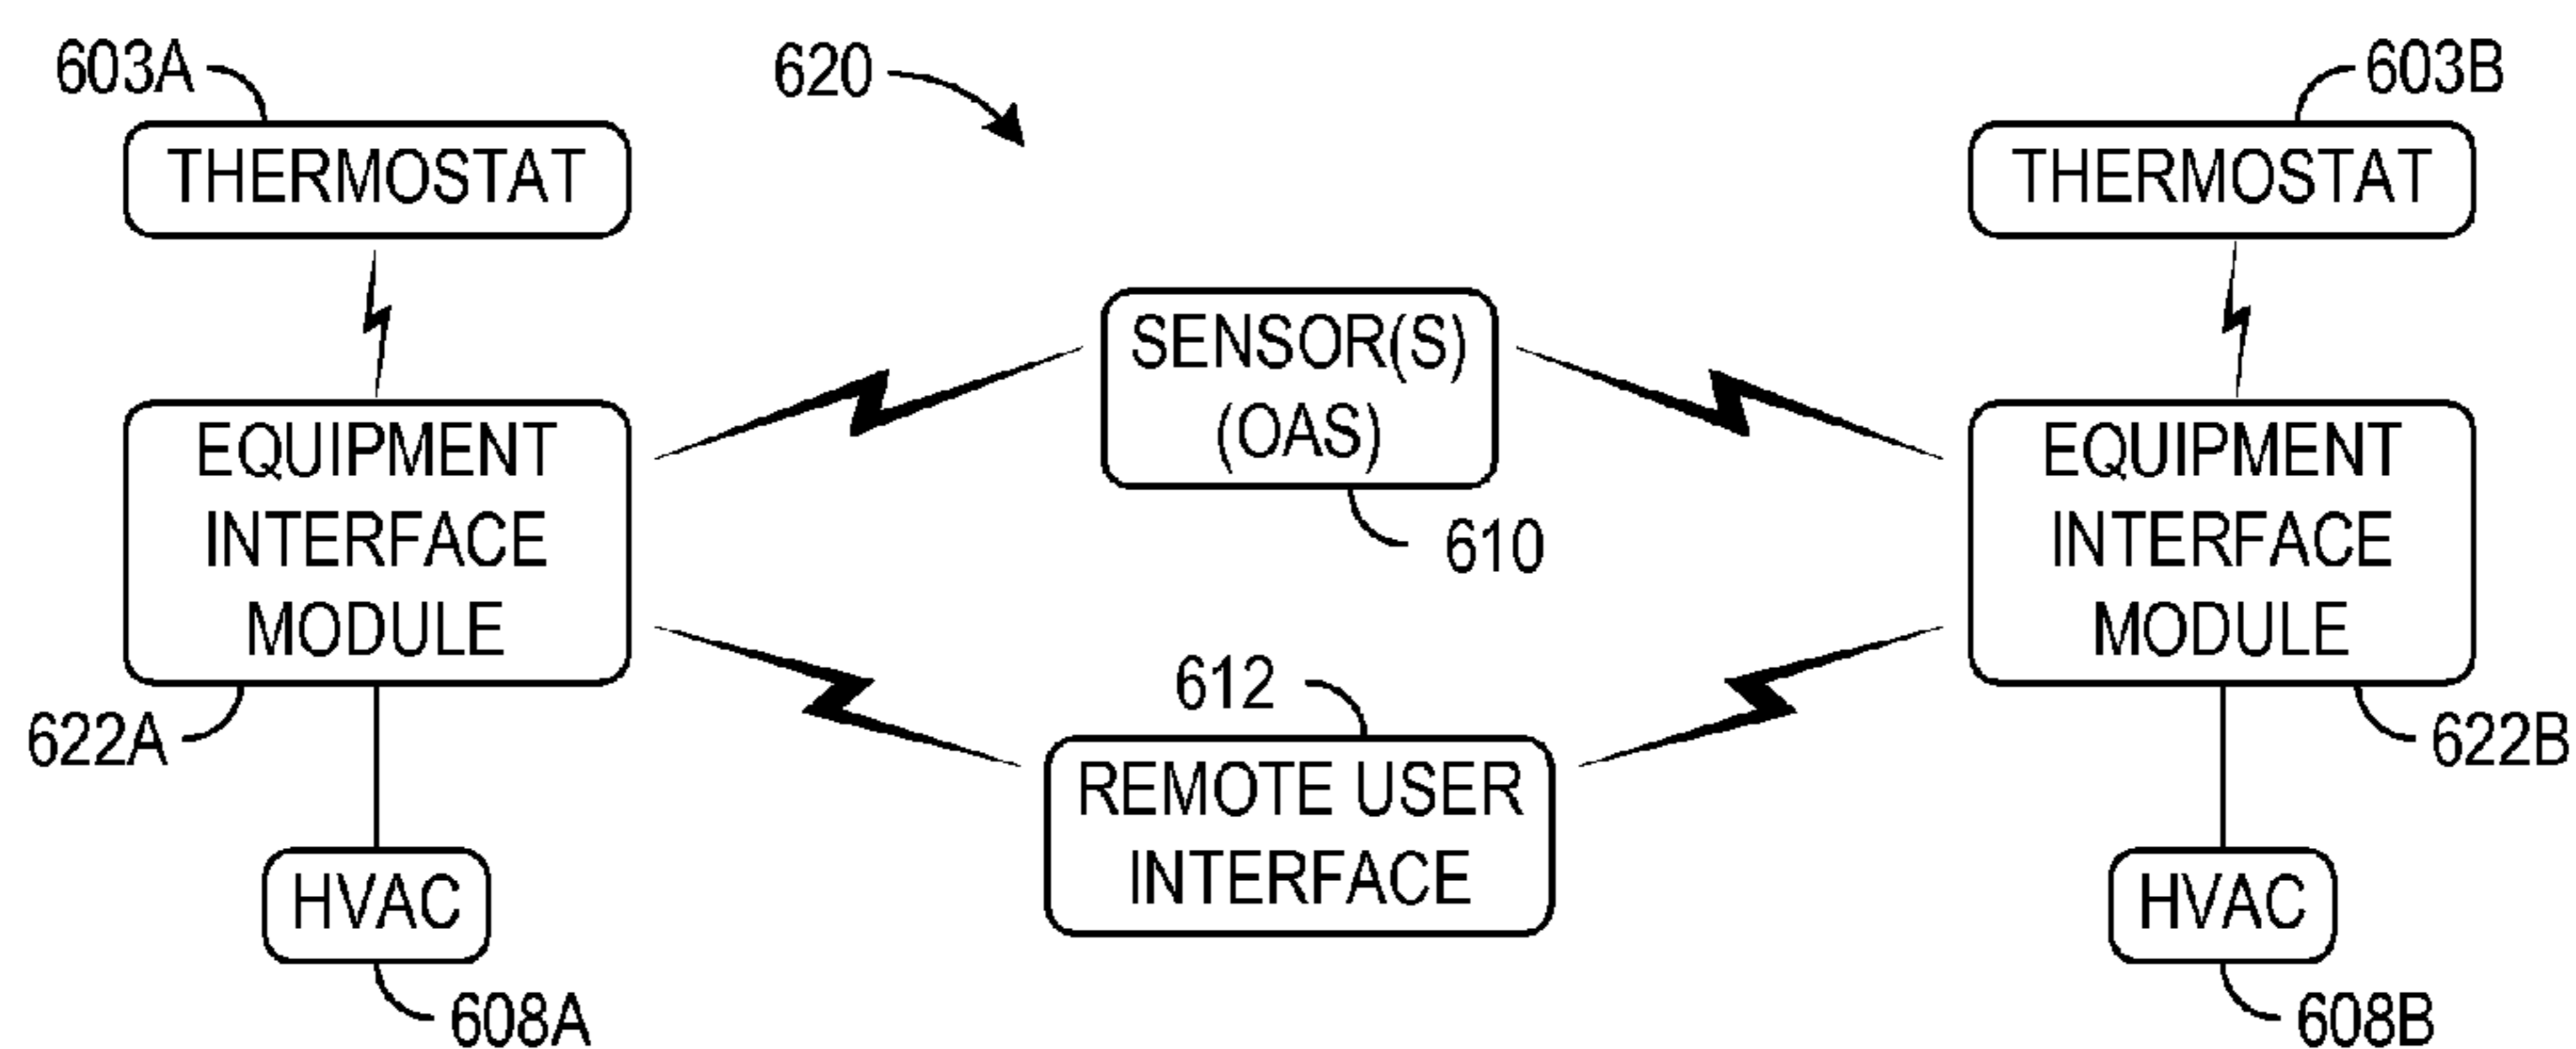 603A
620
603B
THERMOSTAT
THERMOSTAT
SENSOR(S)
(OAS)
610
EQUIPMENT
INTERFACE
MODULE
622A
EQUIPMENT
INTERFACE
MODULE
622B
612
REMOTE USER
INTERFACE
HVAC
608A
HVAC
608B